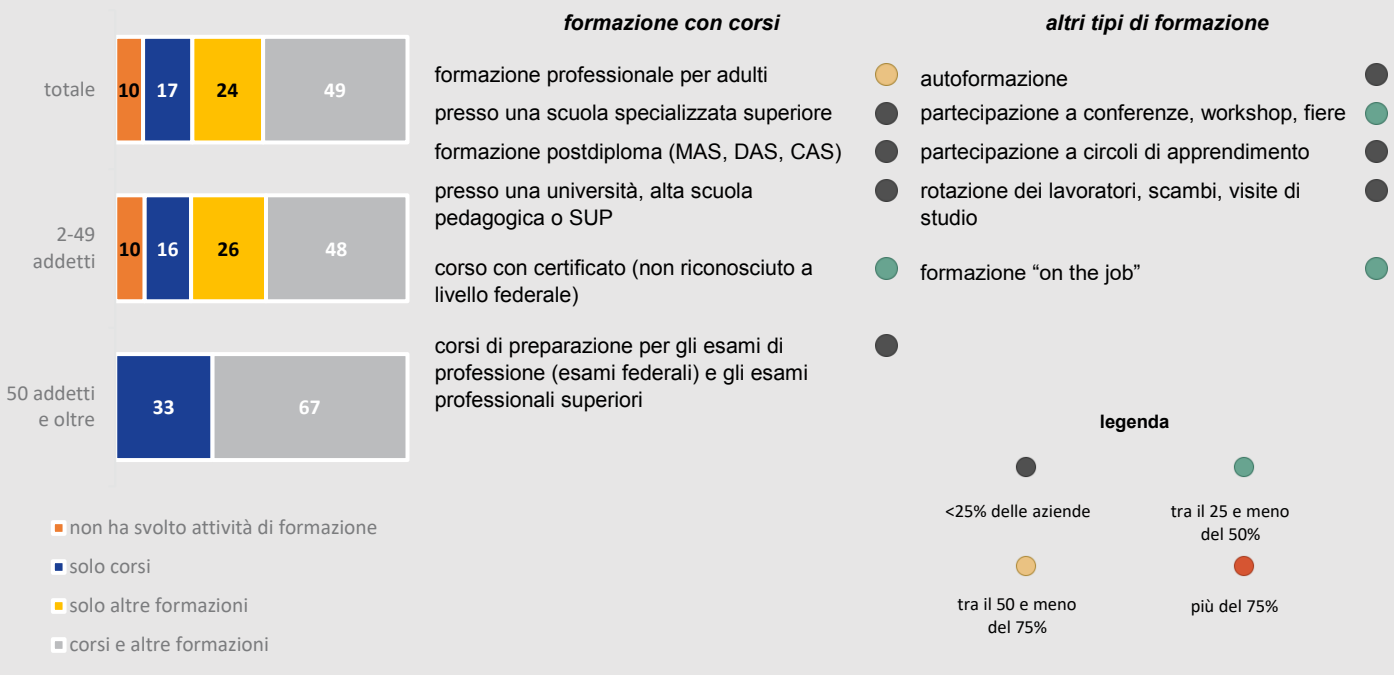 totale
10 17 24 49
2-49
addetti
10 16 26 48
50 addetti
e oltre
33 67
non ha svolto attività di formazione
solo corsi
solo altre formazioni
corsi e altre formazioni
formazione con corsi
formazione professionale per adulti
presso una scuola specializzata superiore
formazione postdiploma (MAS, DAS, CAS)
presso una università, alta scuola
pedagogica o SUP
corso con certificato (non riconosciuto a
livello federale)
corsi di preparazione per gli esami di
professione (esami federali) e gli esami
professionali superiori
altri tipi di formazione
autoformazione
partecipazione a conferenze, workshop, fiere
partecipazione a circoli di apprendimento
rotazione dei lavoratori, scambi, visite di
studio
formazione “on the job”
legenda
<25% delle aziende
tra il 25 e meno
del 50%
tra il 50 e meno
del 75%
più del 75%